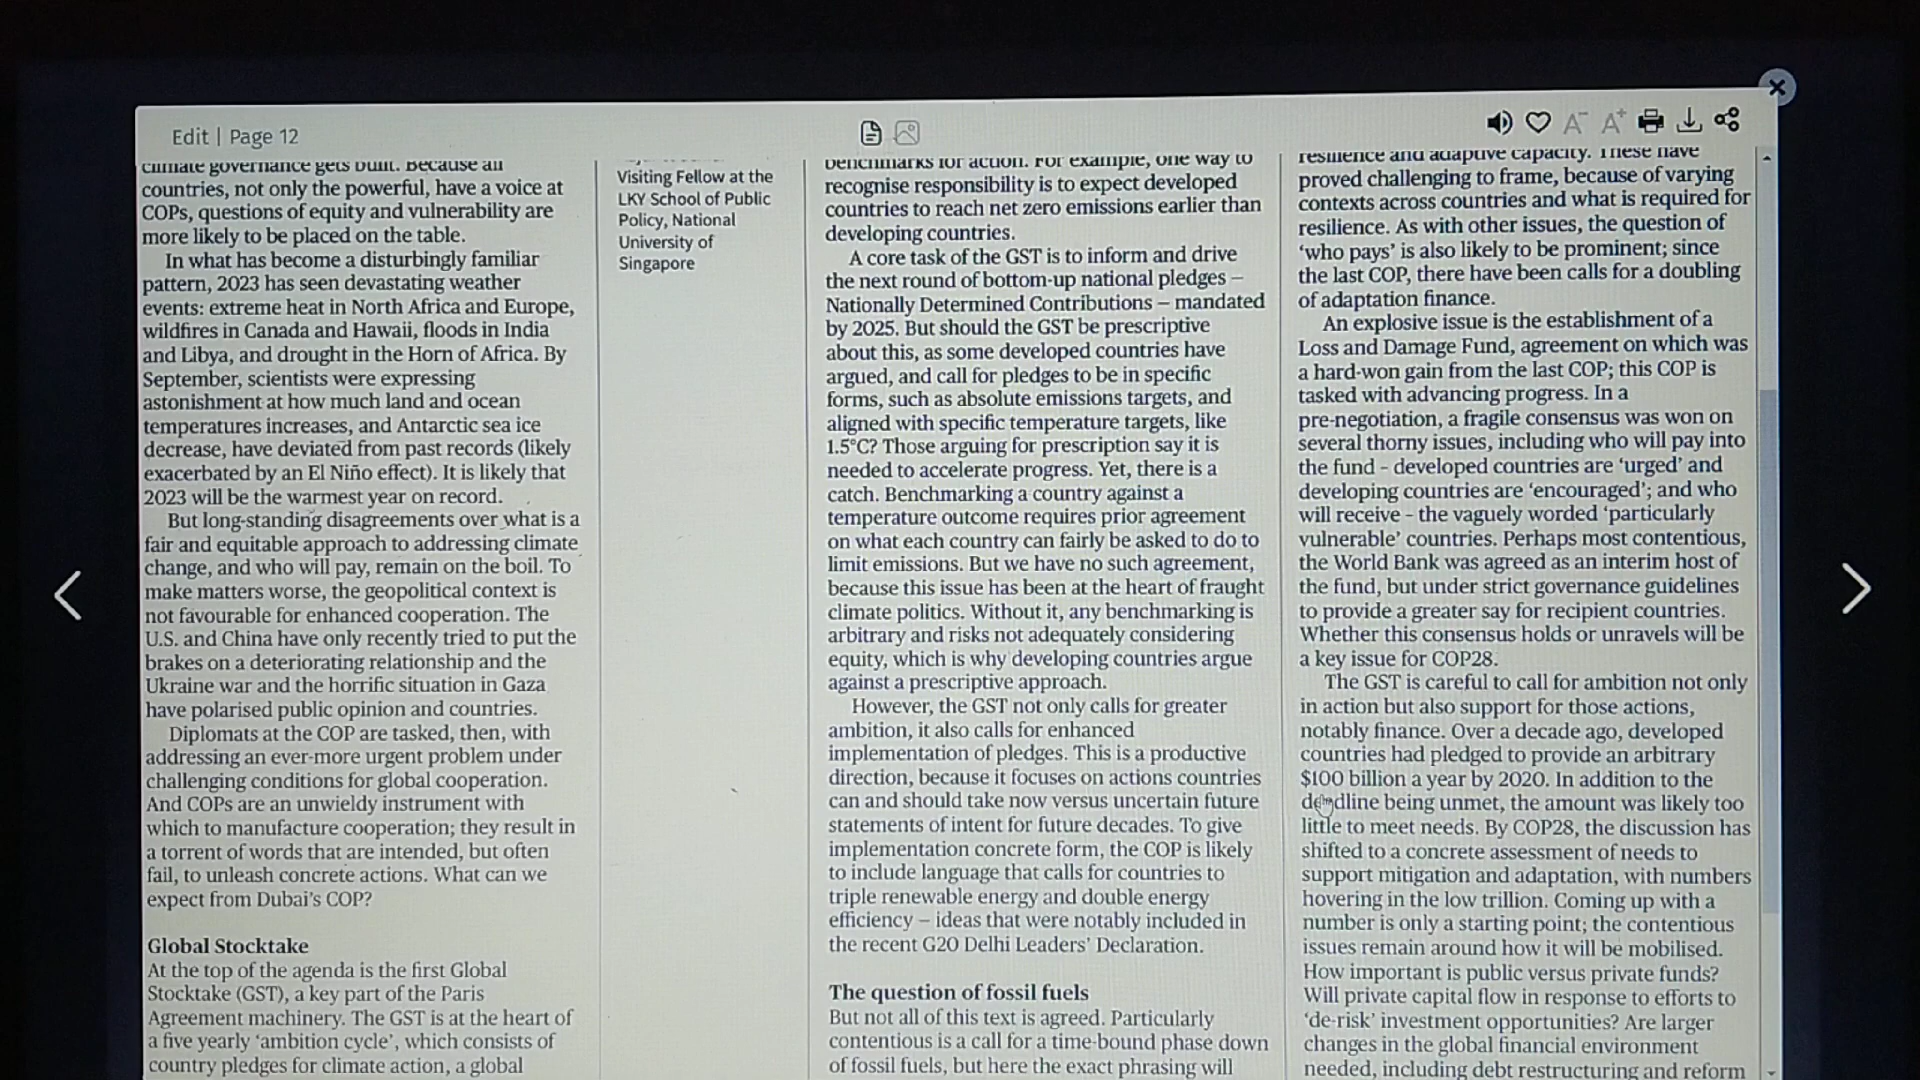 Edit | Page 12
climate governance gets built. Because all
countries, not only the powerful, have a voice at
COPs, questions of equity and vulnerability are
more likely to be placed on the table.
In what has become a disturbingly familiar
pattern, 2023 has seen devastating weather
events: extreme heat in North Africa and Europe,
wildfires in Canada and Hawaii, floods in India
and Libya, and drought in the Horn of Africa. By
September, scientists were expressing
astonishment at how much land and ocean
temperatures increases, and Antarctic sea ice
decrease, have deviated from past records (likely
exacerbated by an El Niño effect). It is likely that
2023 will be the warmest year on record.
But long-standing disagreements over what is a
fair and equitable approach to addressing climate
change, and who will pay, remain on the boil. To
make matters worse, the geopolitical context is
not favourable for enhanced cooperation. The
U.S. and China have only recently tried to put the
brakes on a deteriorating relationship and the
Ukraine war and the horrific situation in Gaza
have polarised public opinion and countries.
Diplomats at the COP are tasked, then, with
addressing an ever-more urgent problem under
challenging conditions for global cooperation.
And COPs are an unwieldy instrument with
which to manufacture cooperation; they result in
a torrent of words that are intended, but often
fail, to unleash concrete actions. What can we
expect from Dubai's COP?
Global Stocktake
At the top of the agenda is the first Global
Stocktake (GST), a key part of the Paris
Agreement machinery. The GST is at the heart of
a five yearly 'ambition cycle', which consists of
country pledges for climate action, a global
Visiting Fellow at the
LKY School of Public
Policy, National
University of
Singapore
benchmarks for action. For example, one way to
recognise responsibility is to expect developed
countries to reach net zero emissions earlier than
developing countries.
A core task of the GST is to inform and drive
the next round of bottom-up national pledges –
Nationally Determined Contributions – mandated
by 2025. But should the GST be prescriptive
about this, as some developed countries have
argued, and call for pledges to be in specific
forms, such as absolute emissions targets, and
aligned with specific temperature targets, like
1.5°C? Those arguing for prescription say it is
needed to accelerate progress. Yet, there is a
catch. Benchmarking a country against a
temperature outcome requires prior agreement
on what each country can fairly be asked to do to
limit emissions. But we have no such agreement,
because this issue has been at the heart of fraught
climate politics. Without it, any benchmarking is
arbitrary and risks not adequately considering
equity, which is why developing countries argue
against a prescriptive approach.
However, the GST not only calls for greater
ambition, it also calls for enhanced
implementation of pledges. This is a productive
direction, because it focuses on actions countries
can and should take now versus uncertain future
statements of intent for future decades. To give
implementation concrete form, the COP is likely
to include language that calls for countries to
triple renewable energy and double energy
efficiency – ideas that were notably included in
the recent G20 Delhi Leaders' Declaration.
The question of fossil fuels
But not all of this text is agreed. Particularly
contentious is a call for a time-bound phase down
of fossil fuels, but here the exact phrasing will
resilience and adaptive capacity. These have
proved challenging to frame, because of varying
contexts across countries and what is required for
resilience. As with other issues, the question of
'who pays' is also likely to be prominent; since
the last COP, there have been calls for a doubling
of adaptation finance.
An explosive issue is the establishment of a
Loss and Damage Fund, agreement on which was
a hard-won gain from the last COP; this COP is
tasked with advancing progress. In a
pre-negotiation, a fragile consensus was won on
several thorny issues, including who will pay into
the fund - developed countries are 'urged' and
developing countries are 'encouraged'; and who
will receive - the vaguely worded 'particularly
vulnerable' countries. Perhaps most contentious,
the World Bank was agreed as an interim host of
the fund, but under strict governance guidelines
to provide a greater say for recipient countries.
Whether this consensus holds or unravels will be
a key issue for COP28.
The GST is careful to call for ambition not only
in action but also support for those actions,
notably finance. Over a decade ago, developed
countries had pledged to provide an arbitrary
$100 billion a year by 2020. In addition to the
deadline being unmet, the amount was likely too
little to meet needs. By COP28, the discussion has
shifted to a concrete assessment of needs to
support mitigation and adaptation, with numbers
hovering in the low trillion. Coming up with a
number is only a starting point; the contentious
issues remain around how it will be mobilised.
How important is public versus private funds?
Will private capital flow in response to efforts to
'de-risk' investment opportunities? Are larger
changes in the global financial environment
needed, including debt restructuring and reform